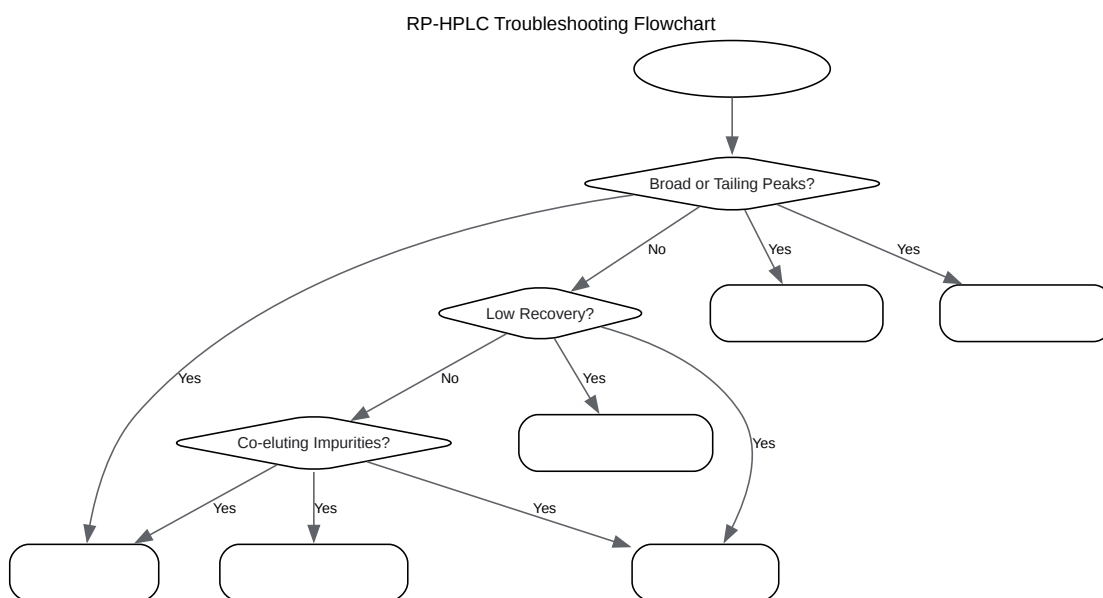 RP-HPLC Troubleshooting Flowchart
Broad or Tailing Peaks?
No
Yes
Yes
Low Recovery?
Yes
No
Yes
Co-eluting Impurities?
Yes
Yes
Yes
Yes